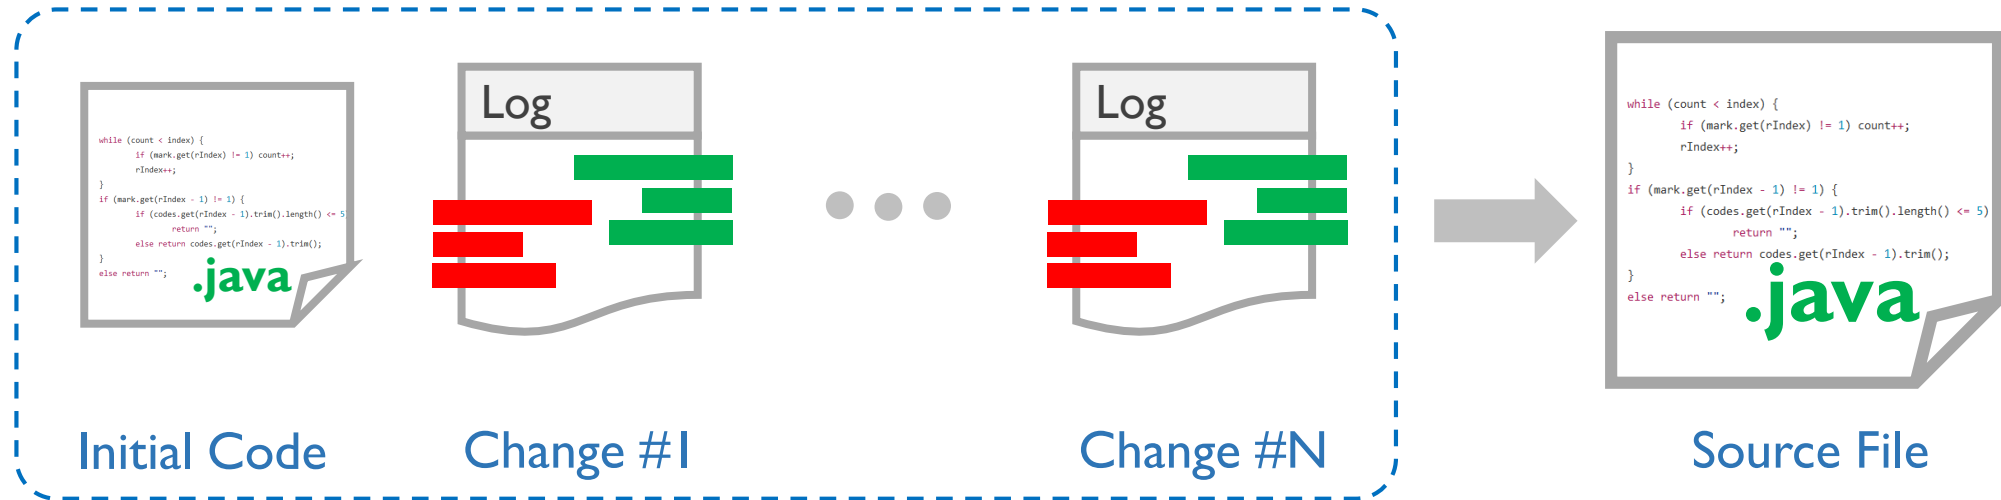 while (count < index) {
if (mark.get(rIndex) != 1) count++;
rIndex++;
}
if (mark.get(rIndex - 1) != 1) {
if (codes.get(rIndex - 1).trim().length() <= 5
return "";
else return codes.get(rIndex - 1).trim();
}
else return "";
.java
Initial Code
Log
Change #1
Log
Change #N
while (count < index) {
if (mark.get(rIndex) != 1) count++;
rIndex++;
}
if (mark.get(rIndex - 1) != 1) {
if (codes.get(rIndex - 1).trim().length() <= 5)
return "";
else return codes.get(rIndex - 1).trim();
}
else return "";
.java
Source File